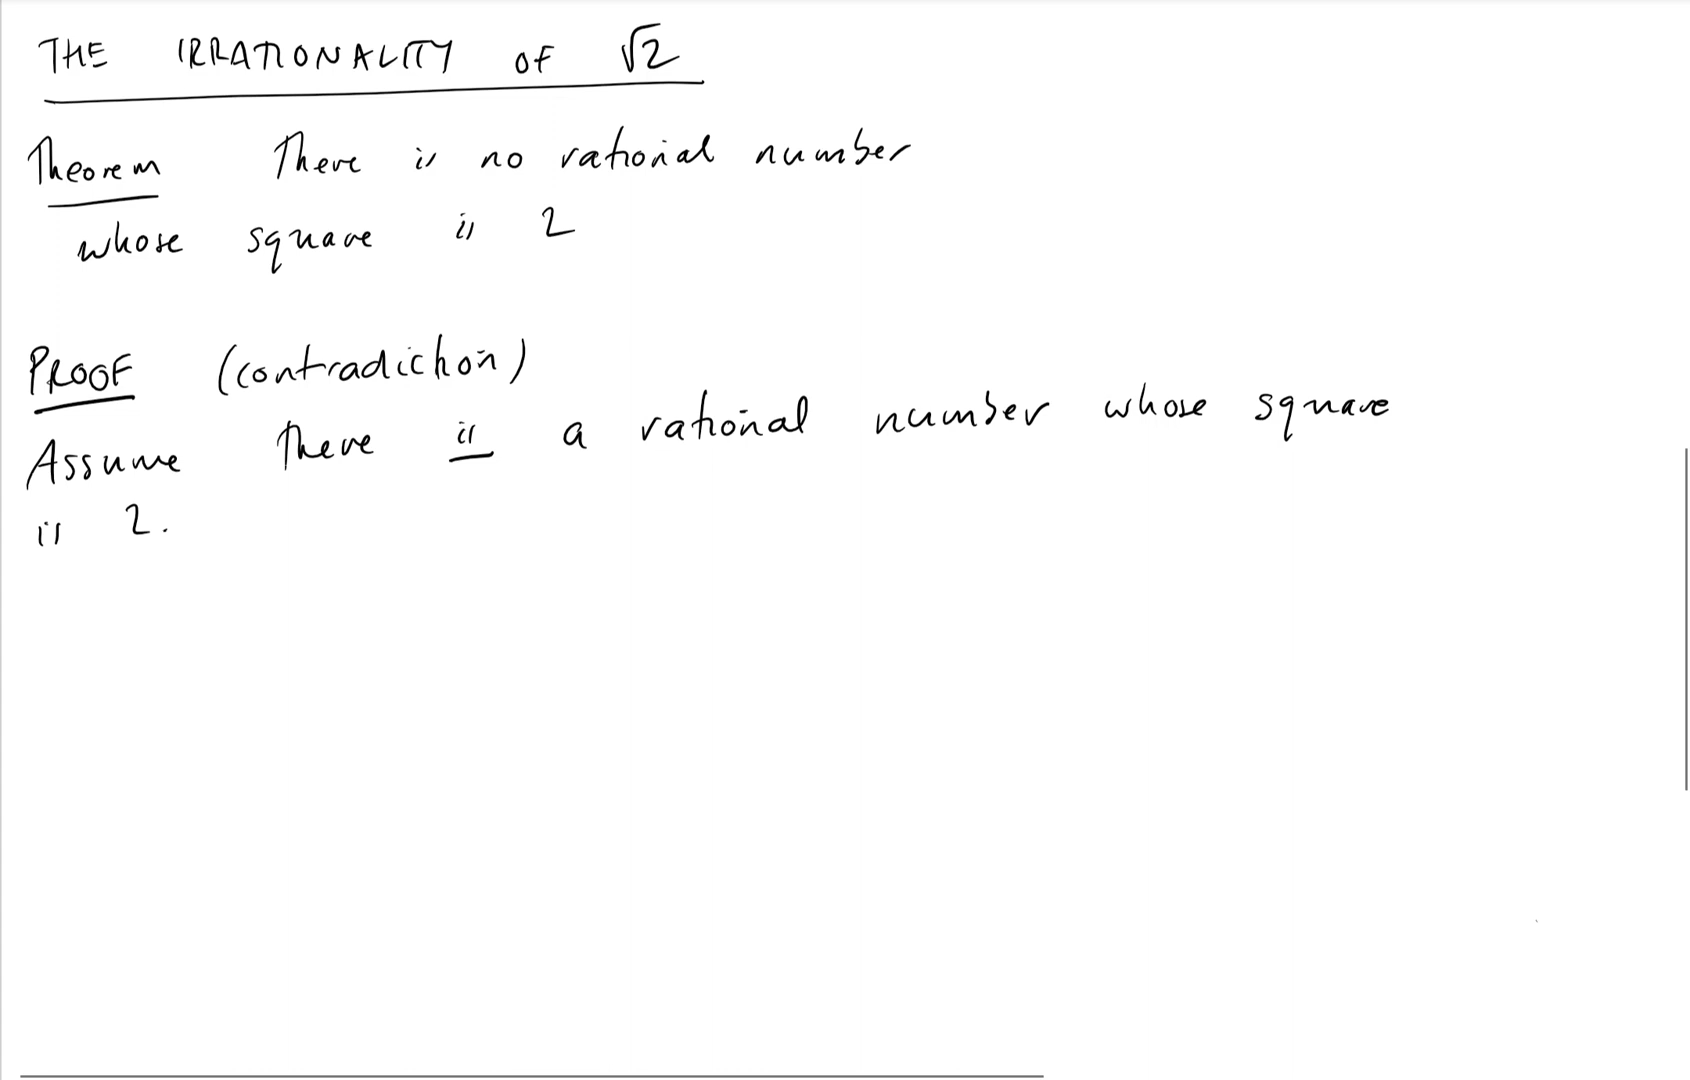 THE IRRATIONALITY OF √2
Theorem There is no rational number
whose square is 2
PROOF (contradiction)
Assume there is a rational number whose square
is 2.